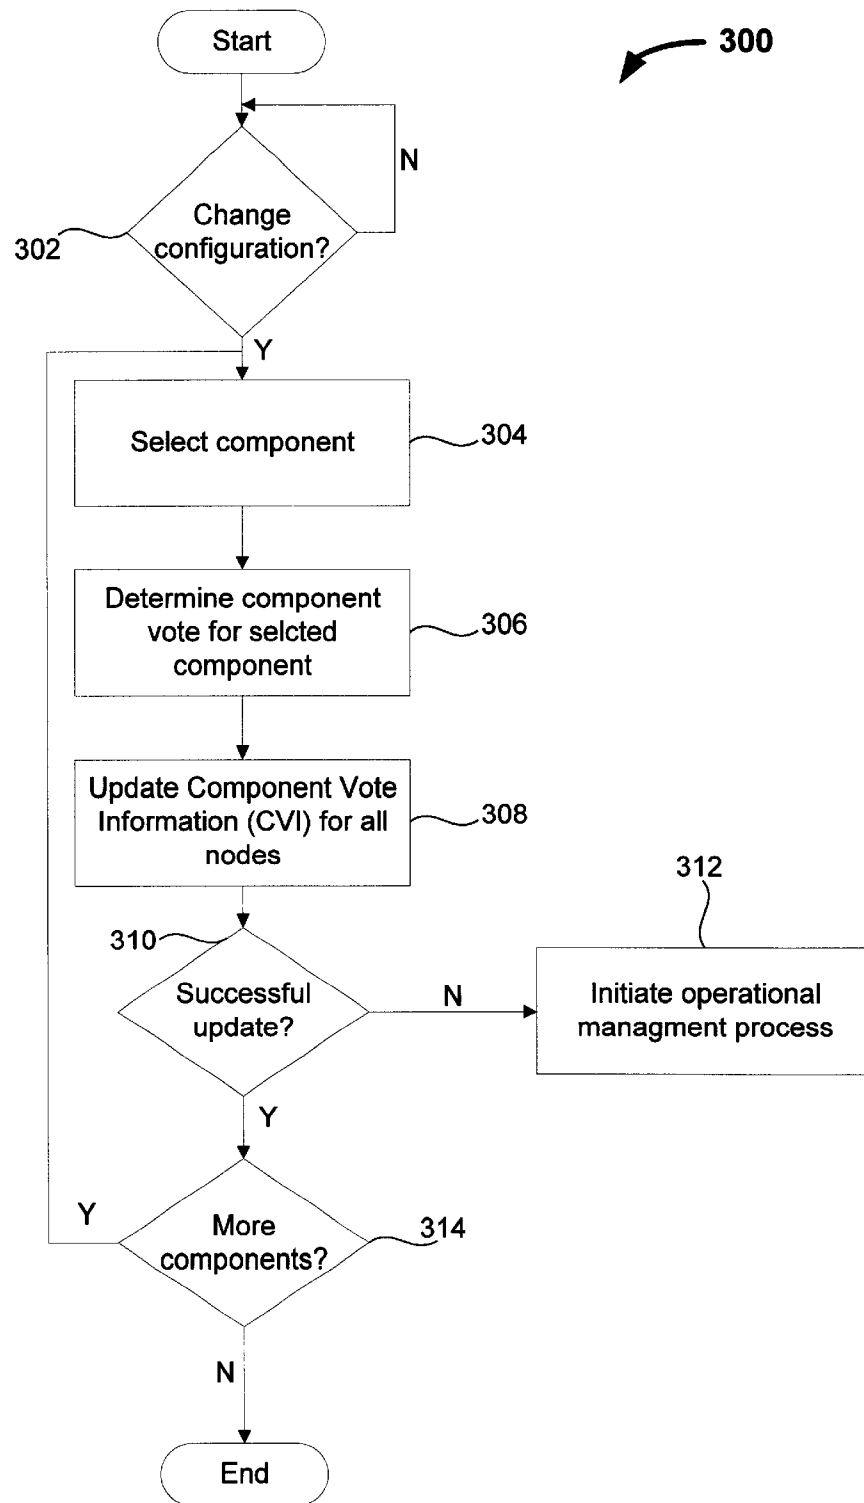 Start
300
N
Change
configuration?
302
Y
Select component
304
Determine component
vote for selcted
component
306
Update Component Vote
Information (CVI) for all
nodes
308
310
312
Successful
update?
N
Initiate operational
managment process
Y
Y
More
components?
314
N
End